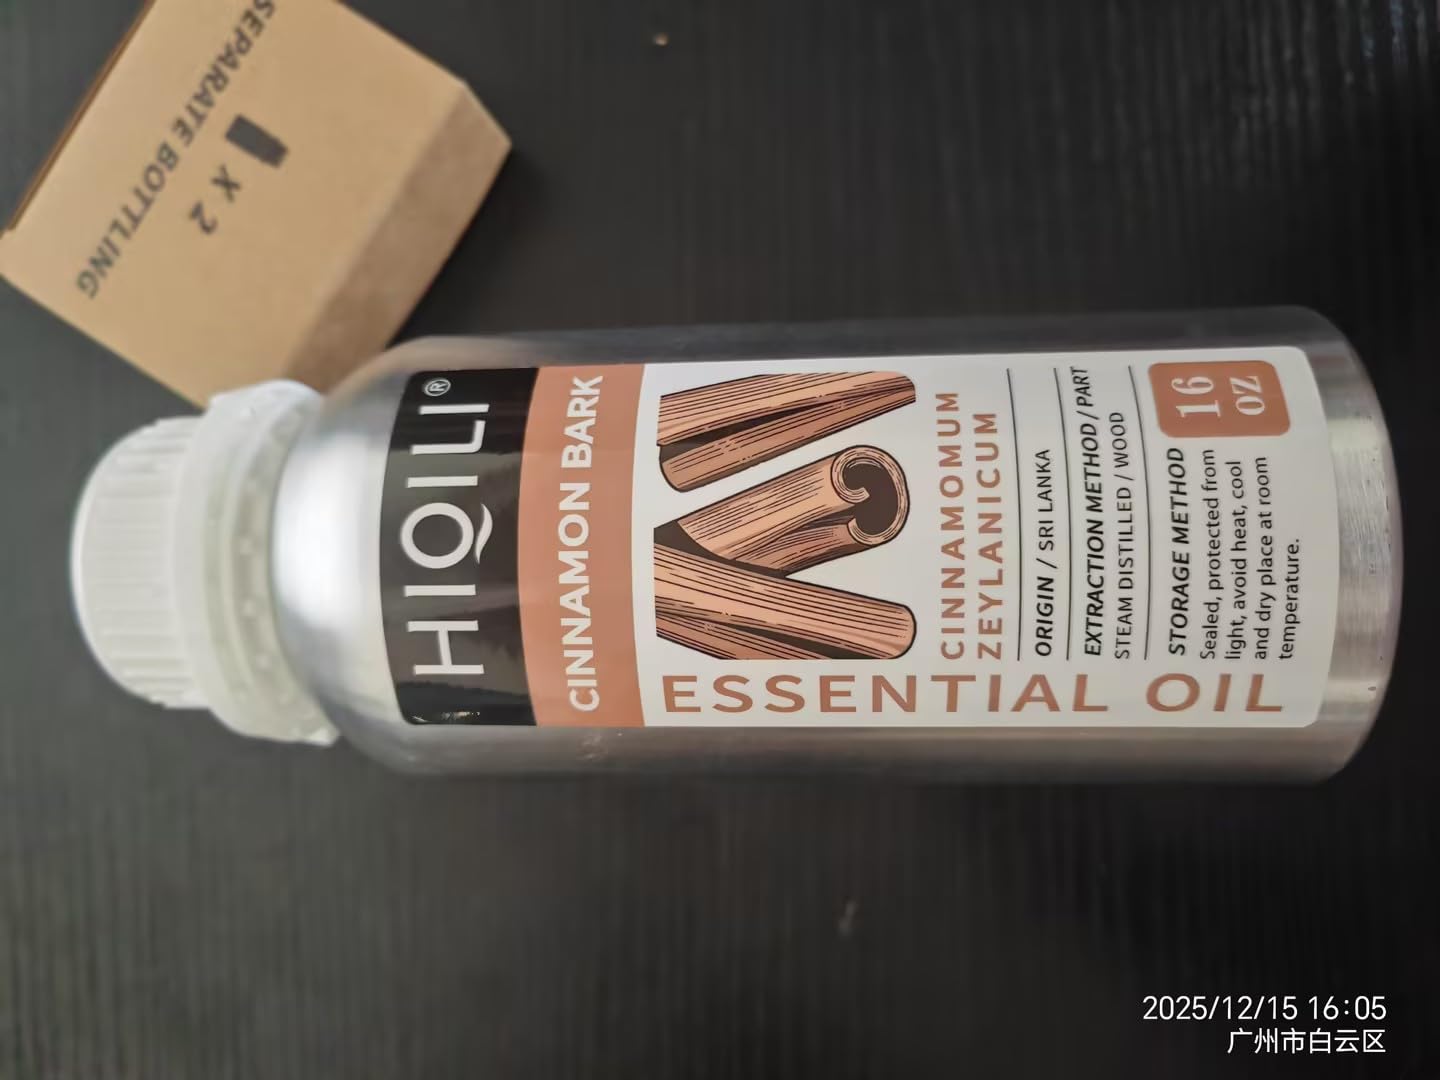 SEPARATE BOTTLING
X 2
HIQILI®
CINNAMON BARK
CINNAMOMUM
ZEYLANICUM
ORIGIN / SRI LANKA
EXTRACTION METHOD / PART
STEAM DISTILLED / WOOD
STORAGE METHOD
Sealed, protected from
light, avoid heat, cool
and dry place at room
temperature.
16
OZ
ESSENTIAL OIL
2025/12/15 16:05
广州市白云区